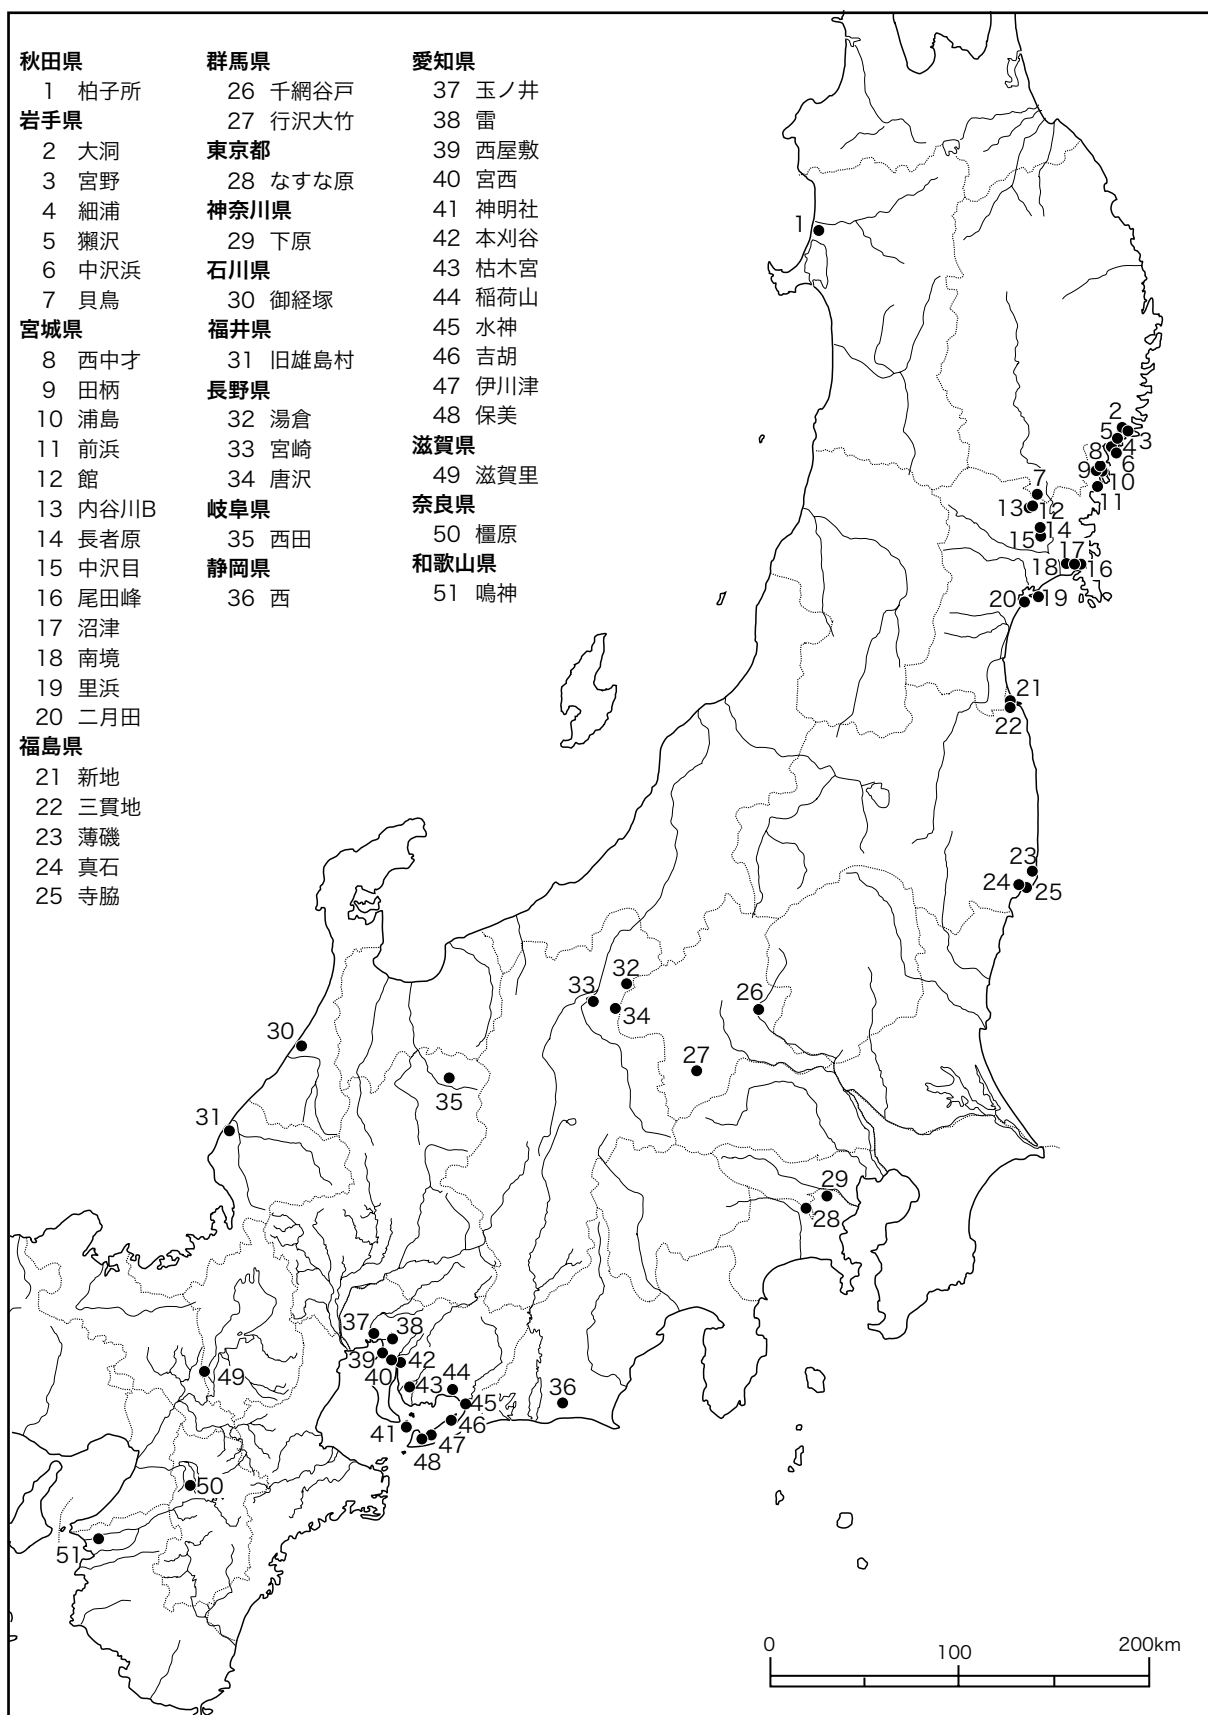 秋田県
1 柏子所
岩手県
2 大洞
3 宮野
4 細浦
5 獺沢
6 中沢浜
7 貝鳥
宮城県
8 西中才
9 田柄
10 浦島
11 前浜
12 館
13 内谷川B
14 長者原
15 中沢目
16 尾田峰
17 沼津
18 南境
19 里浜
20 二月田
福島県
21 新地
22 三貫地
23 薄磯
24 真石
25 寺脇
群馬県
26 千網谷戸
27 行沢大竹
東京都
28 なすな原
神奈川県
29 下原
石川県
30 御経塚
福井県
31 旧雄島村
長野県
32 湯倉
33 宮崎
34 唐沢
岐阜県
35 西田
静岡県
36 西
愛知県
37 玉ノ井
38 雷
39 西屋敷
40 宮西
41 神明社
42 本刈谷
43 枯木宮
44 稲荷山
45 水神
46 吉胡
47 伊川津
48 保美
滋賀県
49 滋賀里
奈良県
50 橿原
和歌山県
51 鳴神
1
2
5
3
4
8
6
9
10
7
11
13
12
14
15
17
18
16
20
19
21
22
23
24
25
32
33
34
26
30
27
35
31
29
28
37
38
39
42
40
49
43
44
36
45
46
41
47
48
50
51
0
100
200km